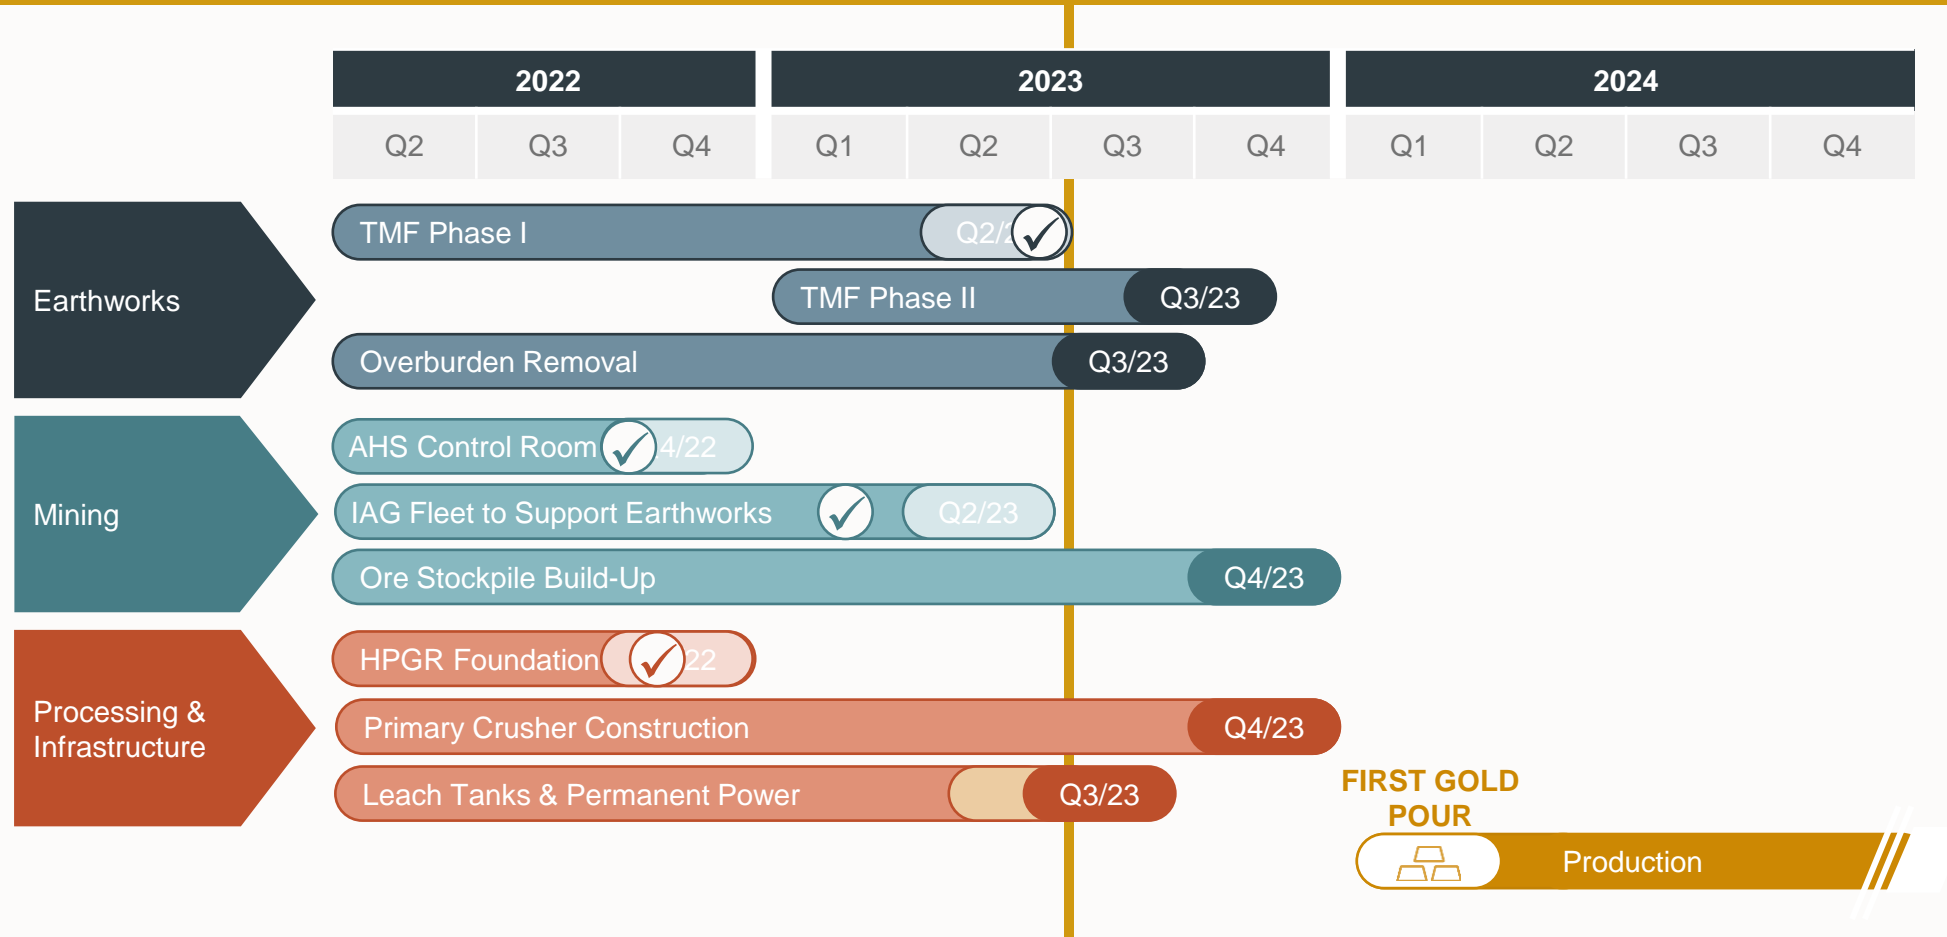 2022
2023
2024
Q2 Q3 Q4 Q1 Q2 Q3 Q4 Q1 Q2 Q3 Q4
Earthworks
TMF Phase I Q2/2
TMF Phase II Q3/23
Overburden Removal Q3/23
Mining
AHS Control Room 4/22
IAG Fleet to Support Earthworks Q2/23
Ore Stockpile Build-Up Q4/23
Processing &
Infrastructure
HPGR Foundation 22
Primary Crusher Construction Q4/23
Leach Tanks & Permanent Power Q3/23
FIRST GOLD
POUR
Production